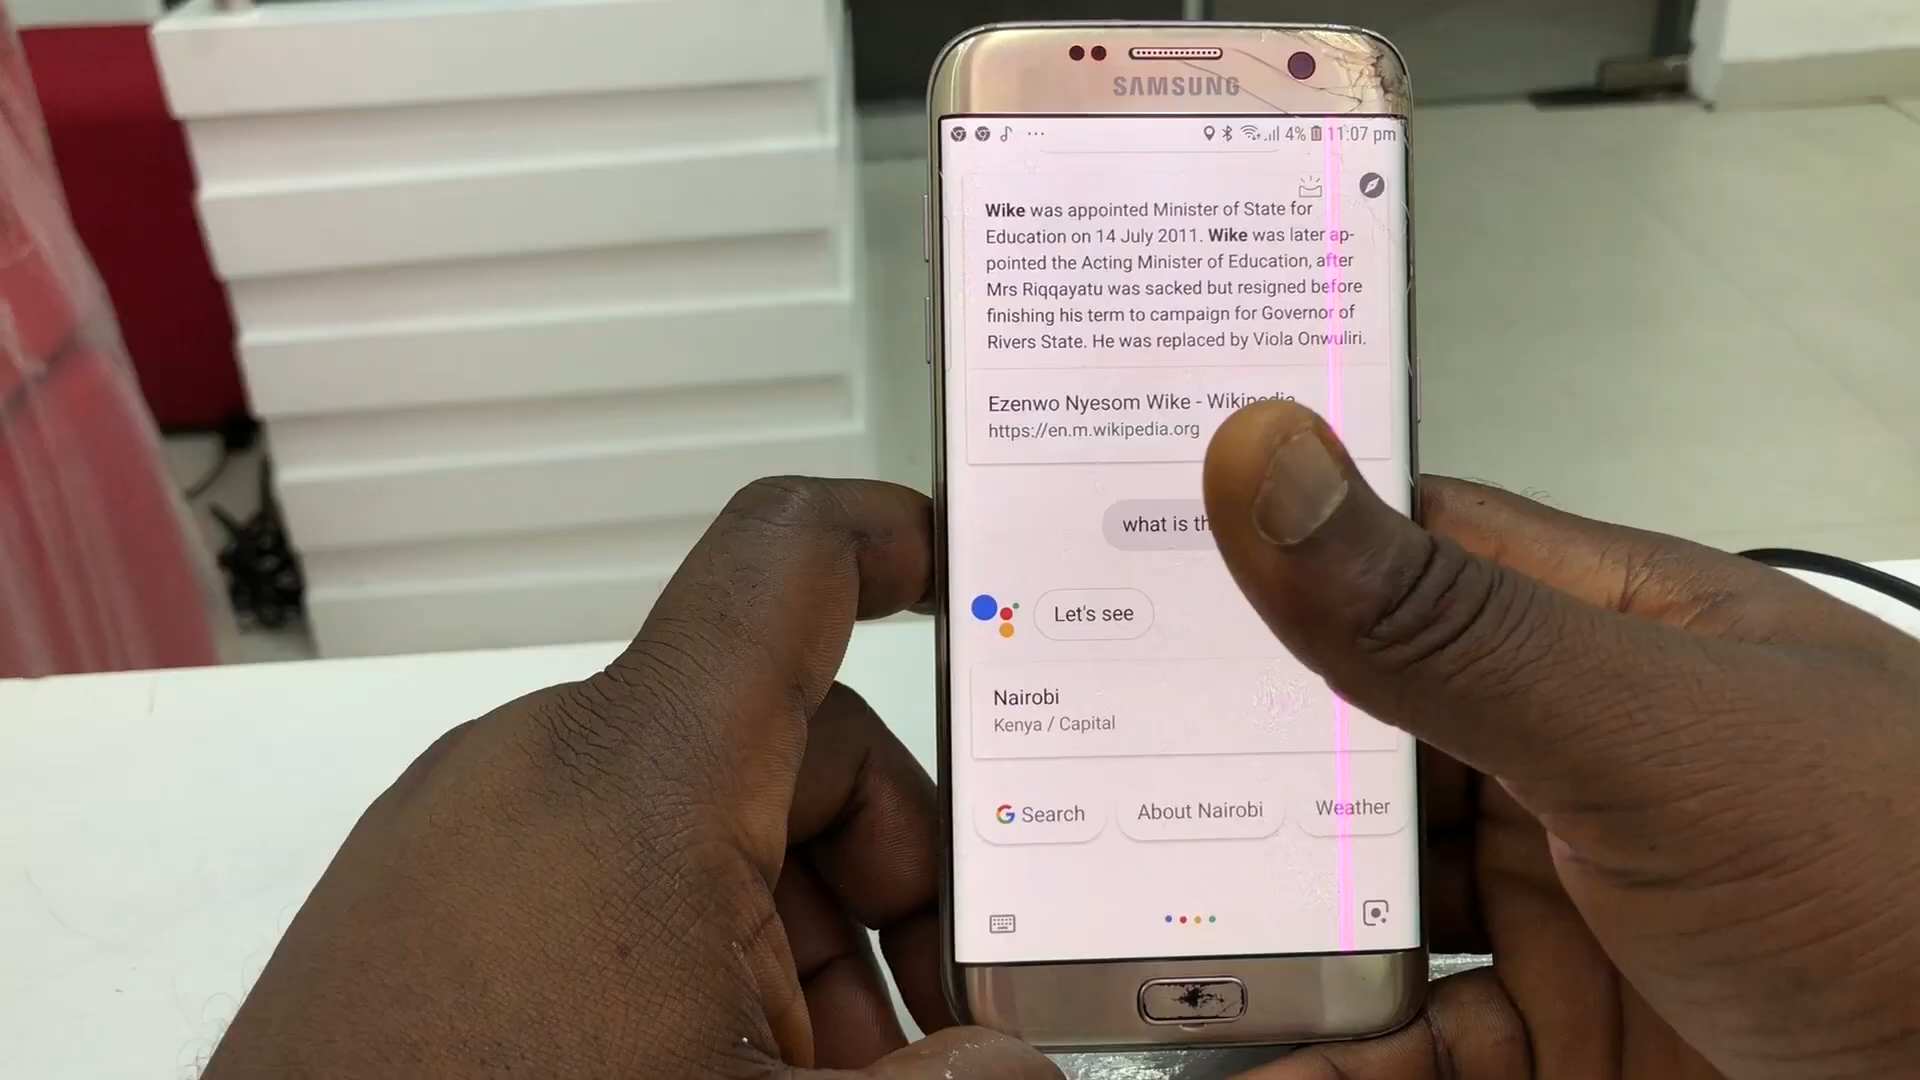 SAMSUNG
4% 11:07 pm
Wike was appointed Minister of State for
Education on 14 July 2011. Wike was later ap-
pointed the Acting Minister of Education, after
Mrs Riqqayatu was sacked but resigned before
finishing his term to campaign for Governor of
Rivers State. He was replaced by Viola Onwuliri.
Ezenwo Nyesom Wike - Wikipedia
https://en.m.wikipedia.org
what is
Let's see
Nairobi
Kenya / Capital
G Search
About Nairobi
Weather